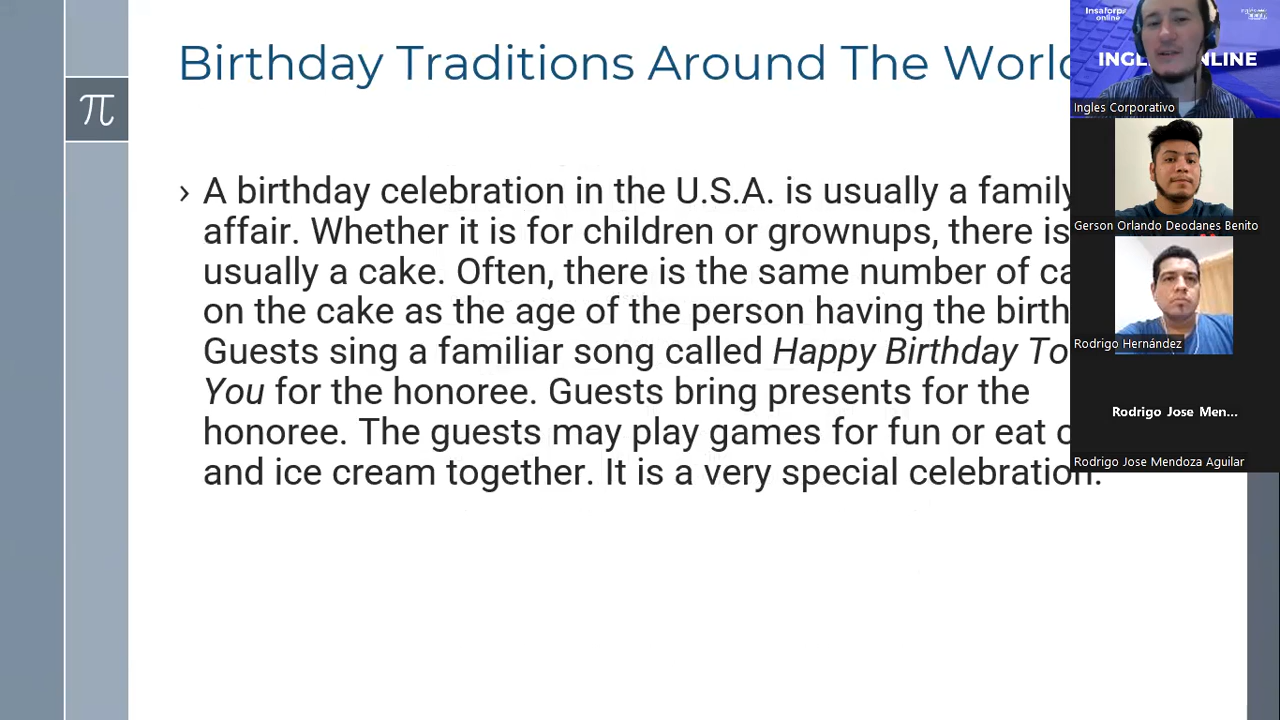 Birthday Traditions Around The World
π
› A birthday celebration in the U.S.A. is usually a family
affair. Whether it is for children or grownups, there is
usually a cake. Often, there is the same number of ca
on the cake as the age of the person having the birth
Guests sing a familiar song called Happy Birthday To
You for the honoree. Guests bring presents for the
honoree. The guests may play games for fun or eat c
and ice cream together. It is a very special celebration.
Insaforp
online
INGL NLINE
Ingles Corporativo
Gerson Orlando Deodanes Benito
Rodrigo Hernández
Rodrigo Jose Men...
Rodrigo Jose Mendoza Aguilar